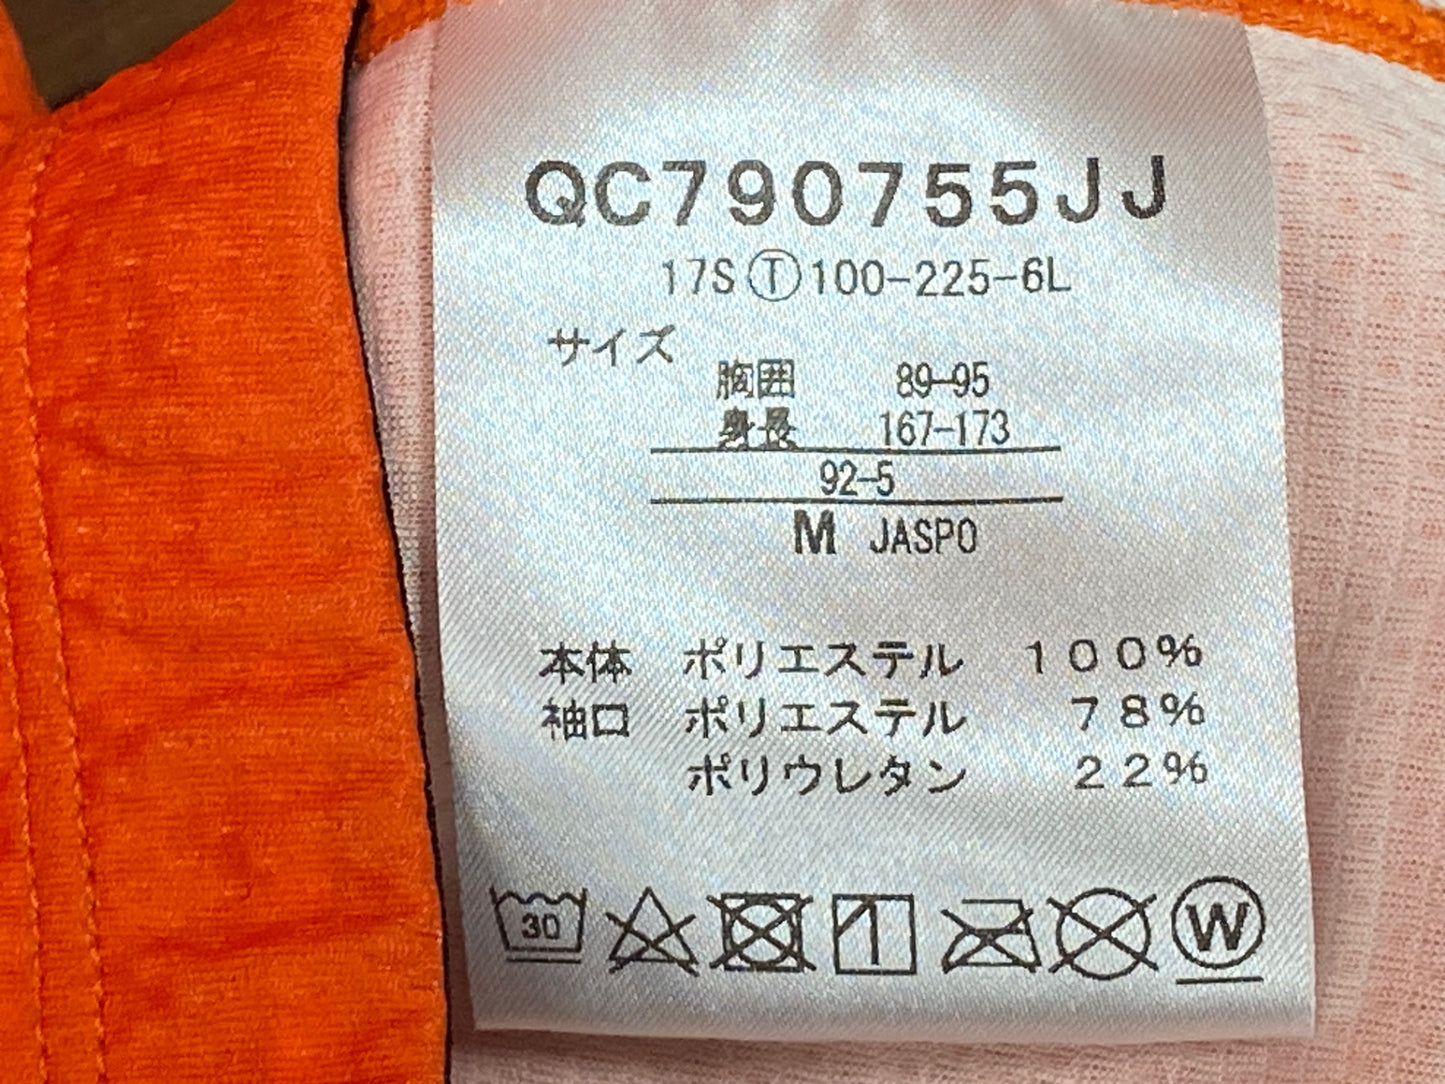 QC790755JJ
17SⓉ100-225-6L
サイズ
胸囲 89-95
身長 167-173
92-5
M JASPO
本体 ポリエステル 100%
袖口 ポリエステル 78%
ポリウレタン 22%
30 W